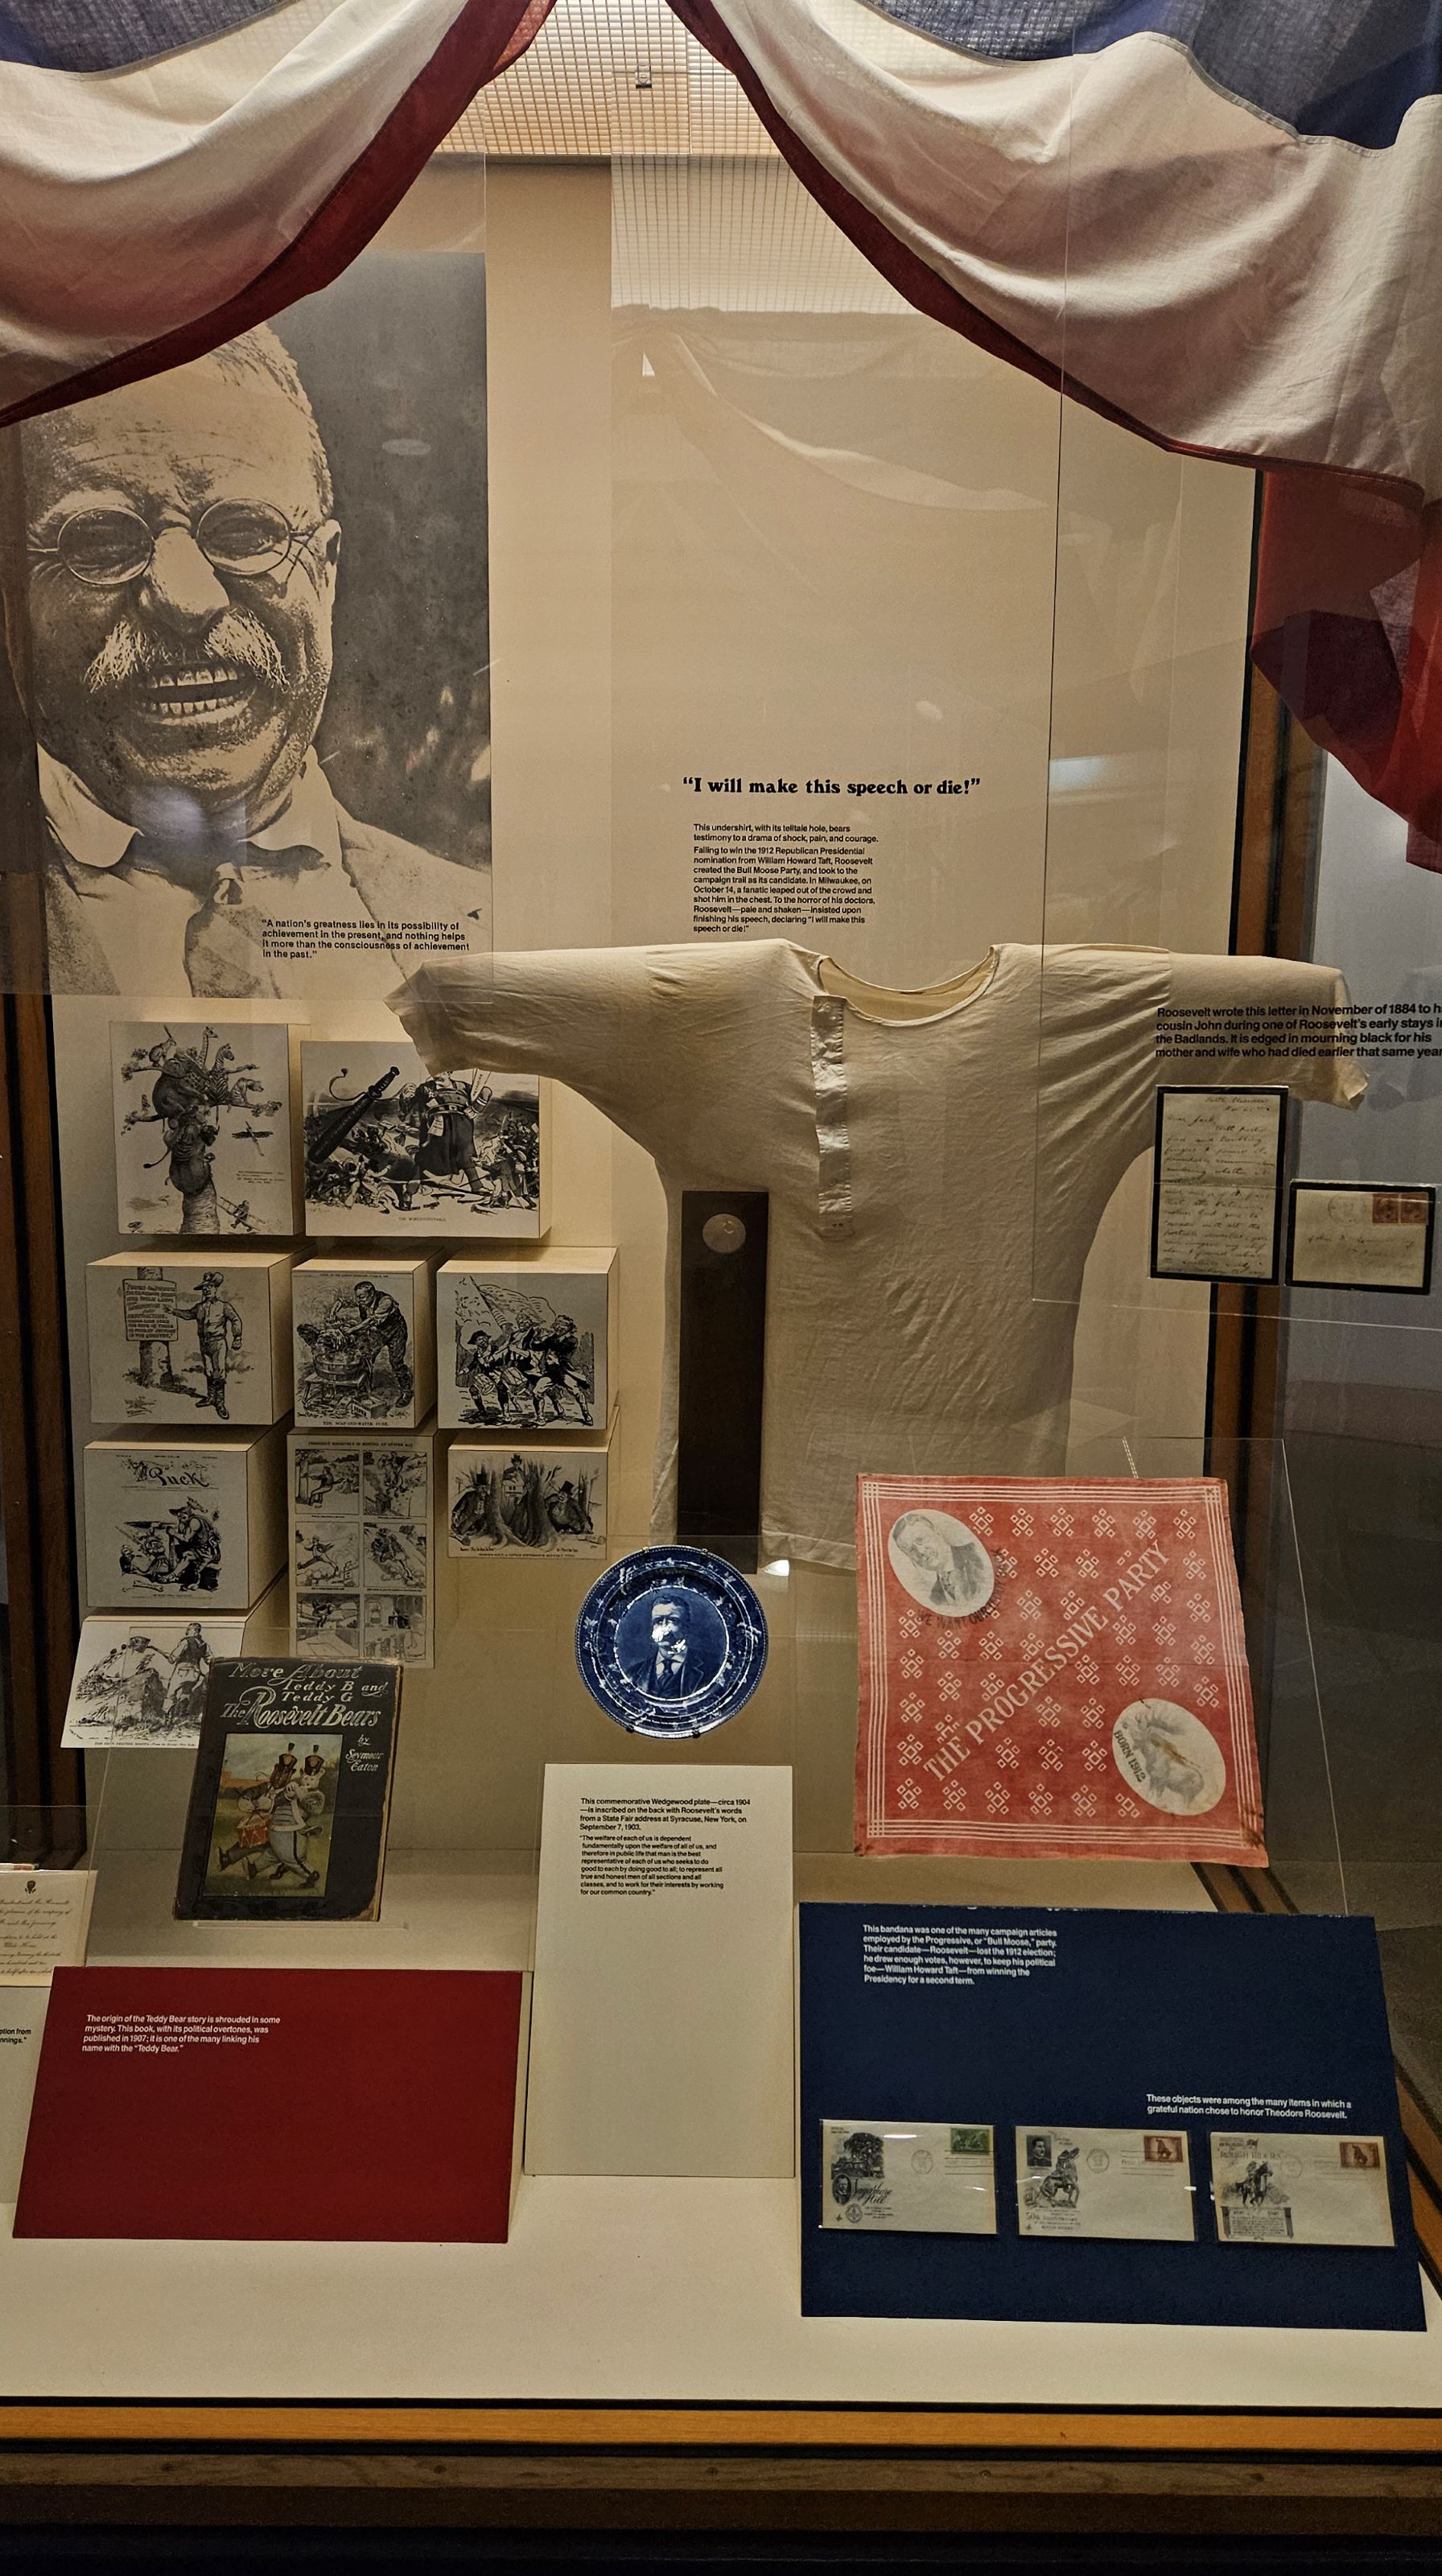 "A nation's greatness lies in its possibility of
achievement in the present, and nothing helps
it more than the consciousness of achievement
in the past."
"I will make this speech or die!"
This undershirt, with its telltale hole, bears
testimony to a drama of shock, pain, and courage.
Failing to win the 1912 Republican Presidential
nomination from William Howard Taft, Roosevelt
created the Bull Moose Party, and took to the
campaign trail as its candidate. In Milwaukee, on
October 14, a fanatic leaped out of the crowd and
shot him in the chest. To the horror of his doctors,
Roosevelt—pale and shaken—insisted upon
finishing his speech, declaring "I will make this
speech or die!"
Roosevelt wrote this letter in November of 1884 to
cousin John during one of Roosevelt's early stays
the Badlands. It is edged in mourning black for his
mother and wife who had died earlier that same year
Puck
More About
Teddy B and
Teddy G
The Roosevelt Bears
by
Seymour
Eaton
THE PROGRESSIVE PARTY
BORN 1912
This commemorative Wedgewood plate—circa 1904
—is inscribed on the back with Roosevelt's words
from a State Fair address at Syracuse, New York, on
September 7, 1903.
"The welfare of each of us is dependent
fundamentally upon the welfare of all of us, and
therefore in public life that man is the best
representative of each of us who seeks to do
good to each by doing good to all; to represent all
true and honest men of all sections and all
classes, and to work for their interests by working
for our common country."
This bandana was one of the many campaign articles
employed by the Progressive, or "Bull Moose," party.
Their candidate—Roosevelt—lost the 1912 election;
he drew enough votes, however, to keep his political
foe—William Howard Taft—from winning the
Presidency for a second term.
The origin of the Teddy Bear story is shrouded in some
mystery. This book, with its political overtones, was
published in 1907; it is one of the many linking his
name with the "Teddy Bear."
These objects were among the many items in which a
grateful nation chose to honor Theodore Roosevelt.
Sagamore
Hill